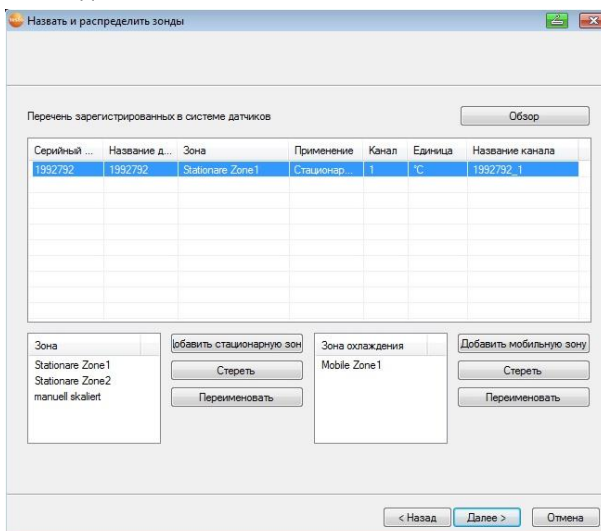 Назвать и распределить зонды
Перечень зарегистрированных в системе датчиков
Обзор
Серийный ... Название д... Зона Применение Канал Единица Название канала
1992792 1992792 Stationare Zone1 Стационар... 1 °C 1992792_1
Зона
Stationare Zone1
Stationare Zone2
manuell skaliert
Добавить стационарную зон
Стереть
Переименовать
Зона охлаждения
Mobile Zone1
Добавить мобильную зону
Стереть
Переименовать
< Назад Далее > Отмена